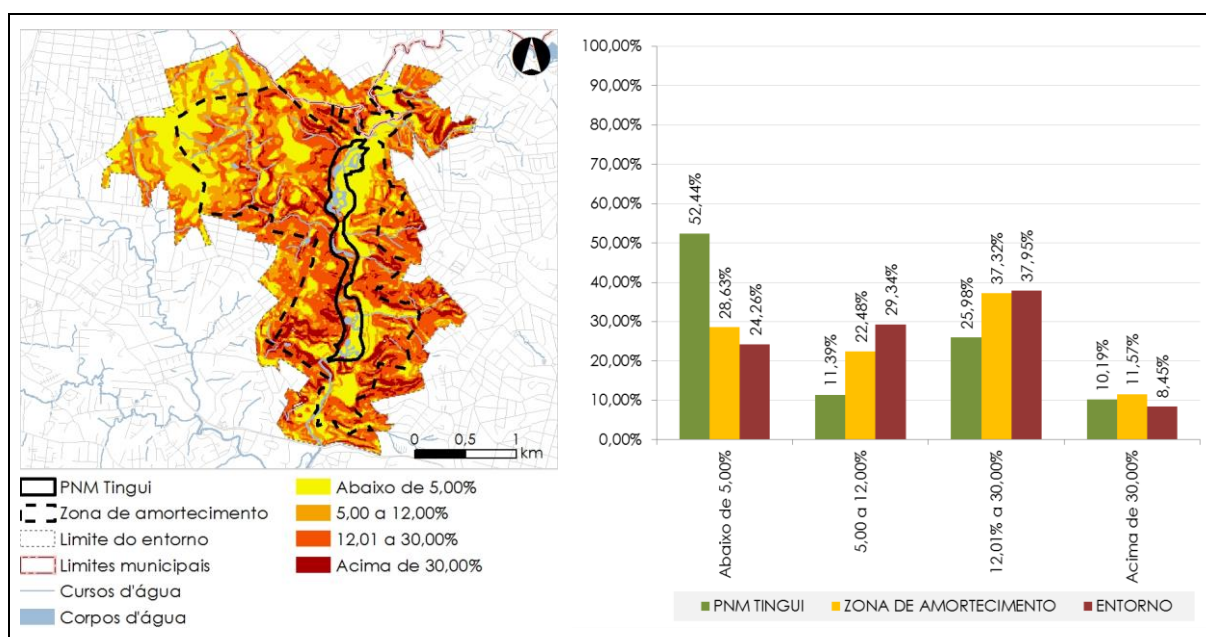 0 0,5 1
km
PNM Tingui
Zona de amortecimento
Limite do entorno
Limites municipais
Cursos d'água
Corpos d'água
Abaixo de 5,00%
5,00 a 12,00%
12,01 a 30,00%
Acima de 30,00%
100,00%
90,00%
80,00%
70,00%
60,00%
50,00%
40,00%
30,00%
20,00%
10,00%
0,00%
52,44%
28,63%
24,26%
11,39%
22,48%
29,34%
25,98%
37,32%
37,95%
10,19%
11,57%
8,45%
Abaixo de 5,00%
5,00 a 12,00%
12,01% a 30,00%
Acima de 30,00%
PNM TINGUI ZONA DE AMORTECIMENTO ENTORNO